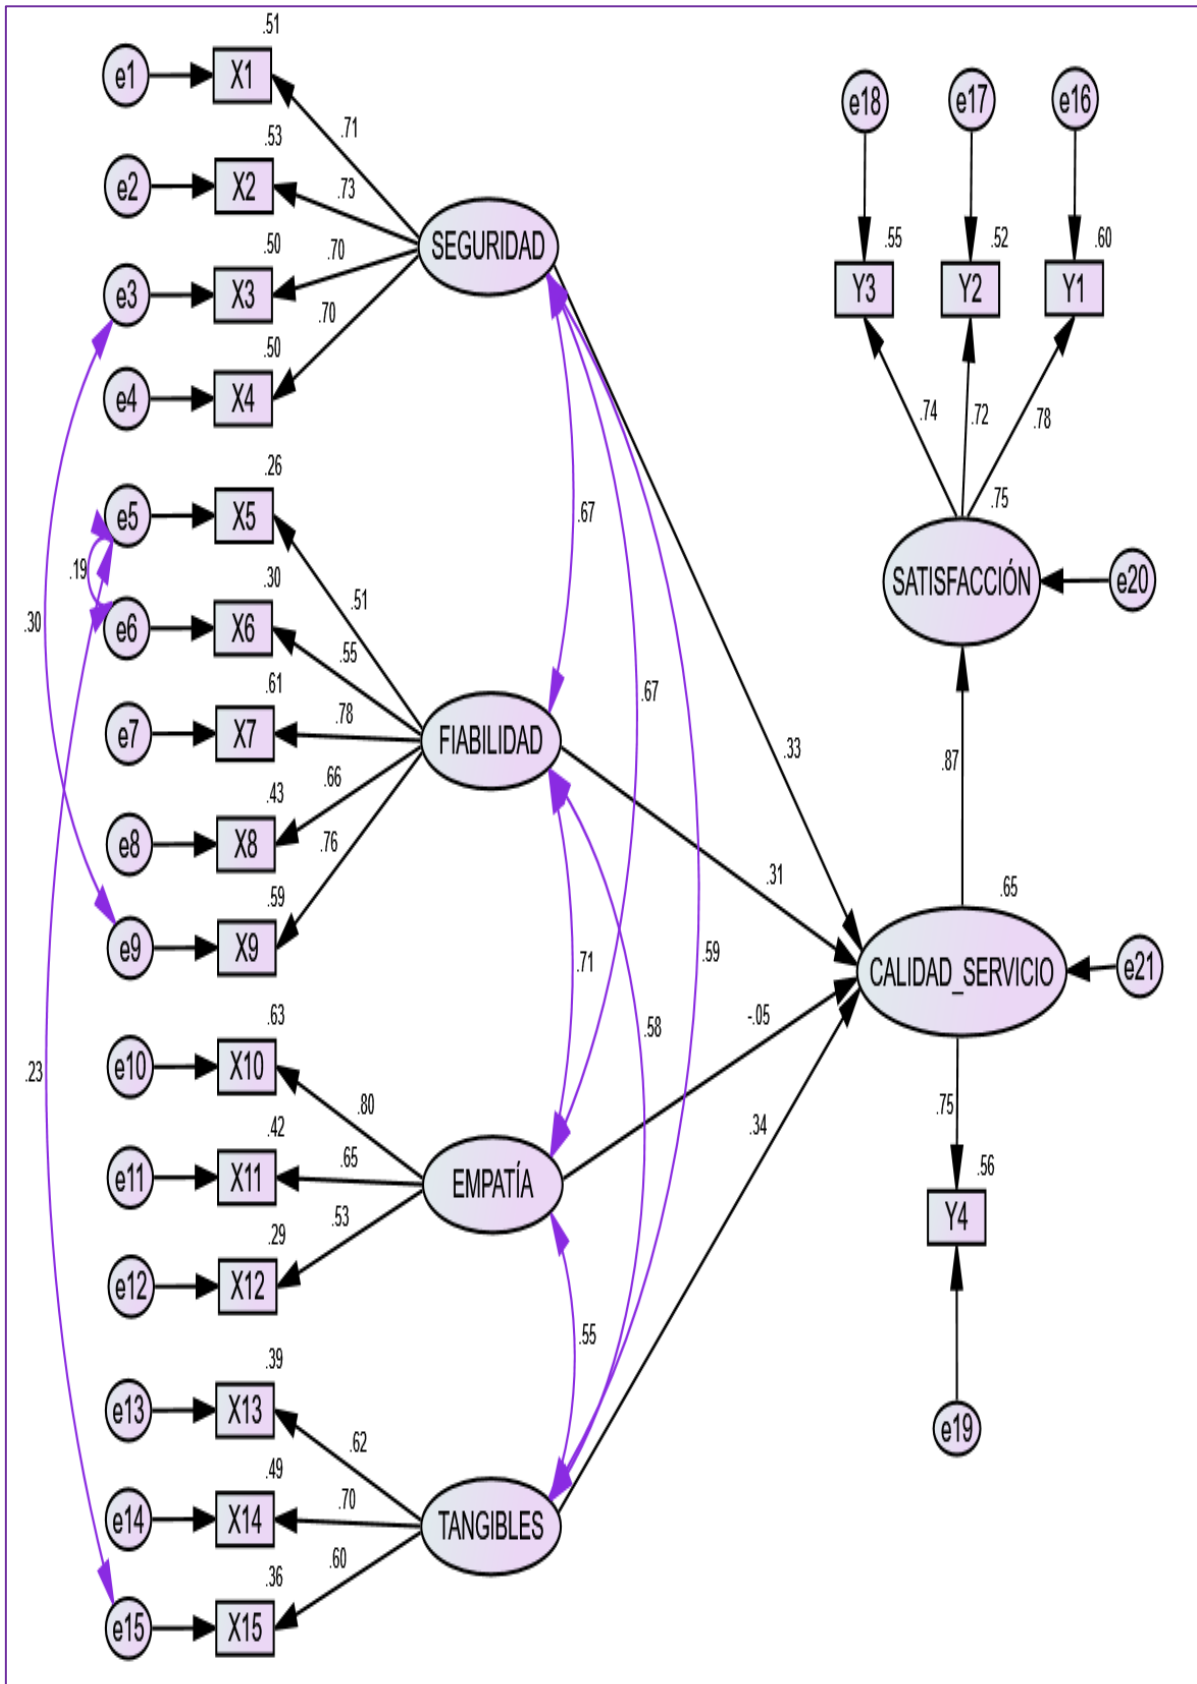 .51
e1
X1
.71
.53
e2
X2
.73
.50
e3
X3
.70
.50
e4
X4
.70
SEGURIDAD
.26
e5
X5
.51
.19
.30
e6
X6
.55
.30
.61
e7
X7
.78
.43
e8
X8
.66
.59
e9
X9
.76
FIABILIDAD
.63
e10
X10
.80
.23
.42
e11
X11
.65
.29
e12
X12
.53
EMPATÍA
.39
e13
X13
.62
.49
e14
X14
.70
.36
e15
X15
.60
TANGIBLES
.67
.67
.59
.71
.58
.55
.33
.31
-.05
.34
e18
e17
e16
.55
.52
.60
Y3
Y2
Y1
.74
.72
.78
.75
SATISFACCIÓN
e20
.87
.65
CALIDAD_SERVICIO
e21
.75
.56
Y4
e19